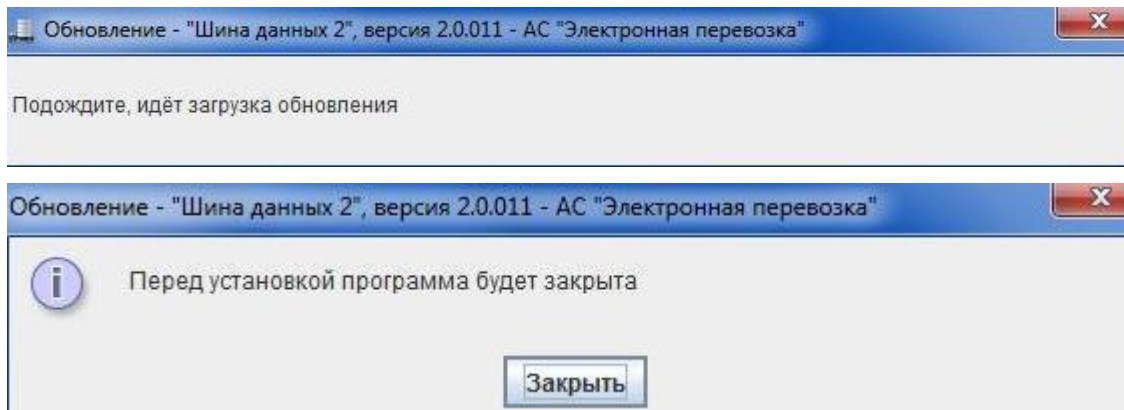 Обновление - "Шина данных 2", версия 2.0.011 - АС "Электронная перевозка"
Подождите, идёт загрузка обновления
Обновление - "Шина данных 2", версия 2.0.011 - АС "Электронная перевозка"
Перед установкой программа будет закрыта
Закрыть